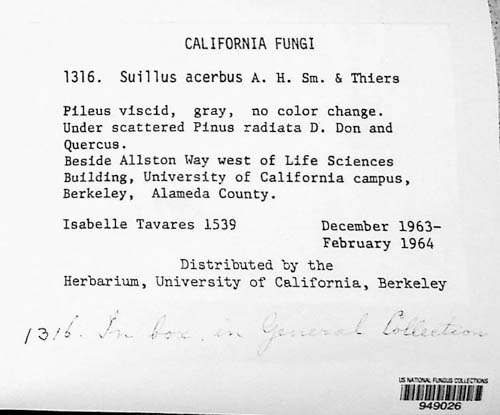 CALIFORNIA FUNGI
1316. Suillus acerbus A. H. Sm. & Thiers
Pileus viscid, gray, no color change.
Under scattered Pinus radiata D. Don and
Quercus.
Beside Allston Way west of Life Sciences
Building, University of California campus,
Berkeley, Alameda County.
Isabelle Tavares 1539 December 1963-
February 1964
Distributed by the
Herbarium, University of California, Berkeley
1316. In box in General Collection
US NATIONAL FUNGUS COLLECTIONS
949026